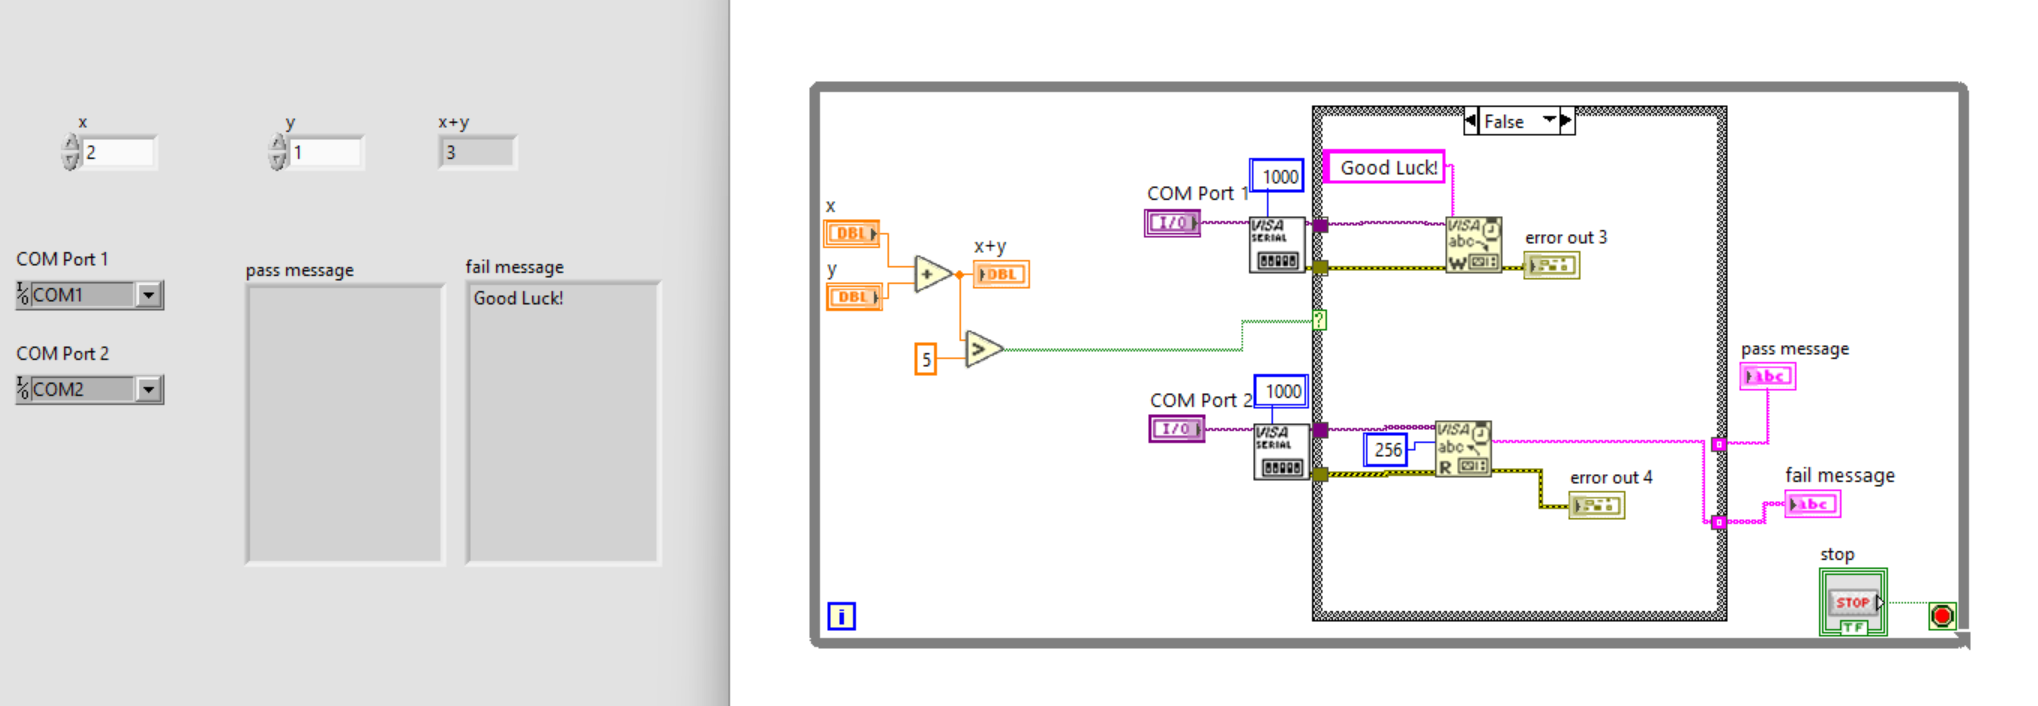 x
2
y
1
x+y
3
COM Port 1
I/O COM1
COM Port 2
I/O COM2
pass message
fail message
Good Luck!
False
Good Luck!
1000
COM Port 1
I/O
VISA
SERIAL
VISA
abc
W
error out 3
x
DBL
y
DBL
+
x+y
DBL
5
>
?
1000
COM Port 2
I/O
VISA
SERIAL
256
VISA
abc
R
error out 4
pass message
abc
fail message
abc
stop
STOP
TF
i